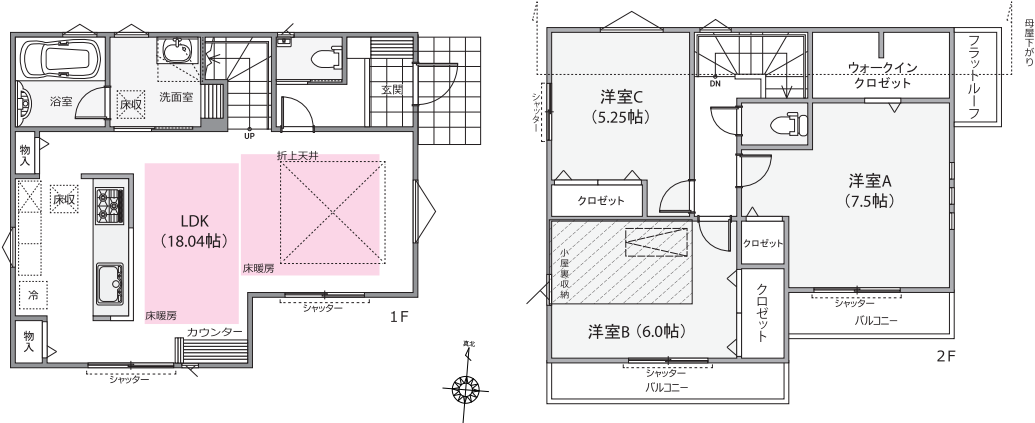 浴室
床収
洗面室
玄関
UP
物入
床収
折上天井
LDK
（18.04帖）
床暖房
冷
床暖房
物入
カウンター
シャッター
シャッター
1F
真北
母屋下がり
フラットルーフ
ウォークイン
クロゼット
DN
シャッター
洋室C
（5.25帖）
洋室A
（7.5帖）
クロゼット
クロゼット
小屋裏収納
クロゼット
洋室B（6.0帖）
シャッター
バルコニー
シャッター
バルコニー
2F